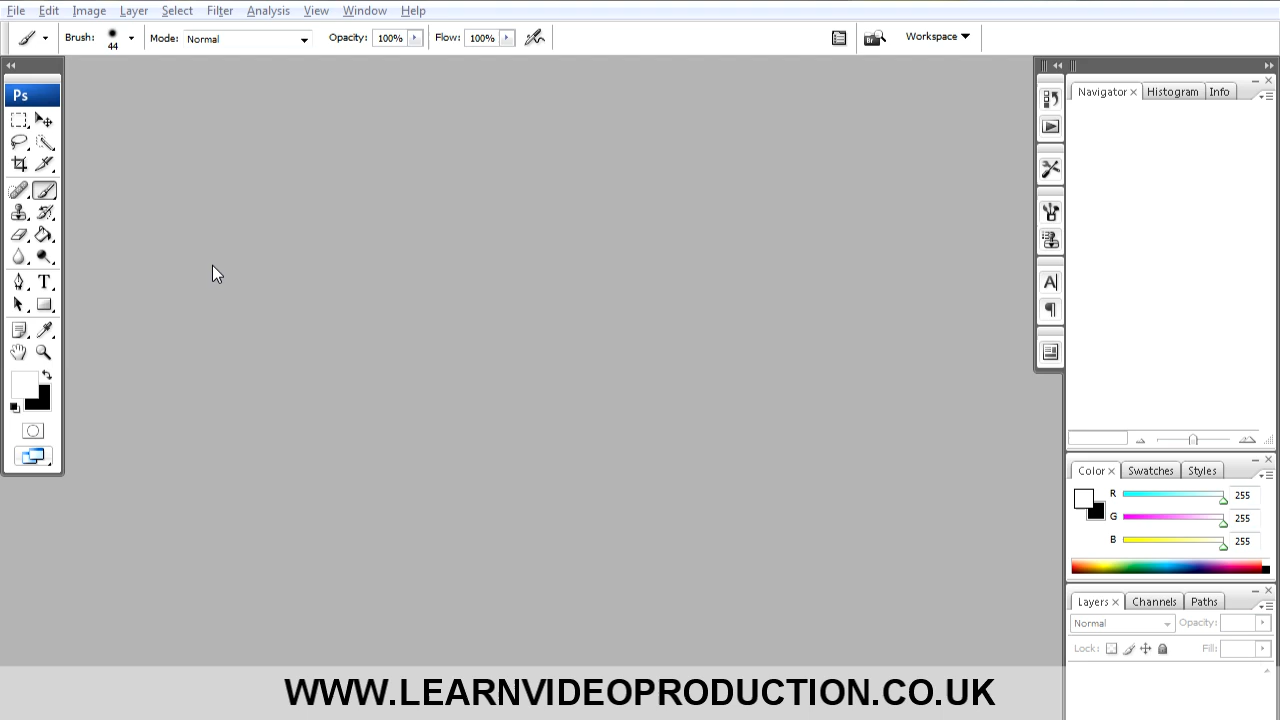 File Edit Image Layer Select Filter Analysis View Window Help
Brush: 44 Mode: Normal Opacity: 100% Flow: 100% Br Workspace
Ps
Navigator Histogram Info
T
A
Color Swatches Styles
R 255
G 255
B 255
Layers Channels Paths
Normal Opacity:
Lock: Fill:
WWW.LEARNVIDEOPRODUCTION.CO.UK